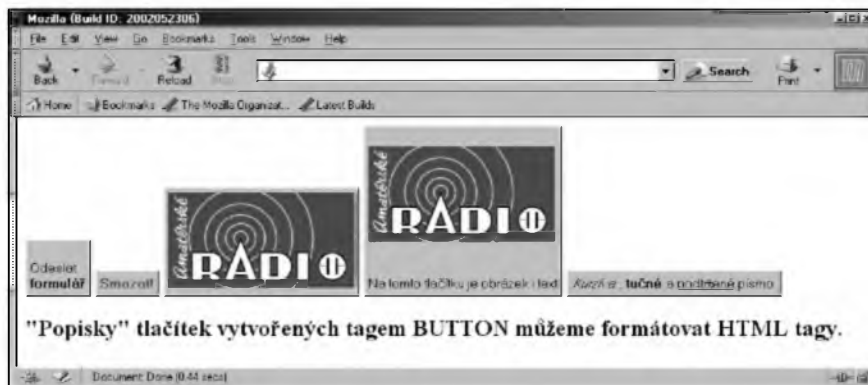 Mozilla (Build ID: 2002052306)
File Edit View Go Bookmarks Tools Window Help
Back Forward Reload Stop Search Print
Home Bookmarks The Mozilla Organizat... Latest Builds
Amatérské
RADIO
Amatérské
RADIO
Odeslat
formulář
Smazat!
Na tomto tlačítku je obrázek i text
tučné a podtržené písmo
"Popisky" tlačítek vytvořených tagem BUTTON můžeme formátovat HTML tagy.
Document: Done (0.44 secs)